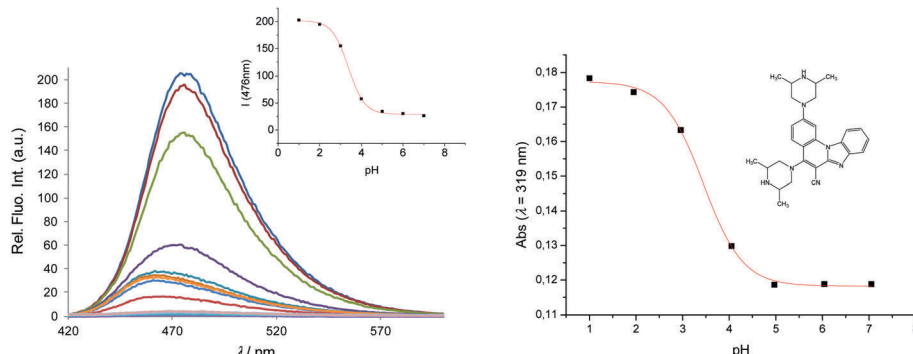 Rel. Fluo. Int. (a.u.)
200
180
160
140
120
100
80
60
40
20
0
420
470
520
570
λ / nm
I (476nm)
200
150
100
50
0
0
2
4
6
8
pH
Abs (λ = 319 nm)
0,18
0,17
0,16
0,15
0,14
0,13
0,12
0,11
1
2
3
4
5
6
7
pH
H
N
H₃C
CH₃
N
N
N
CN
H₃C
N
HN
CH₃